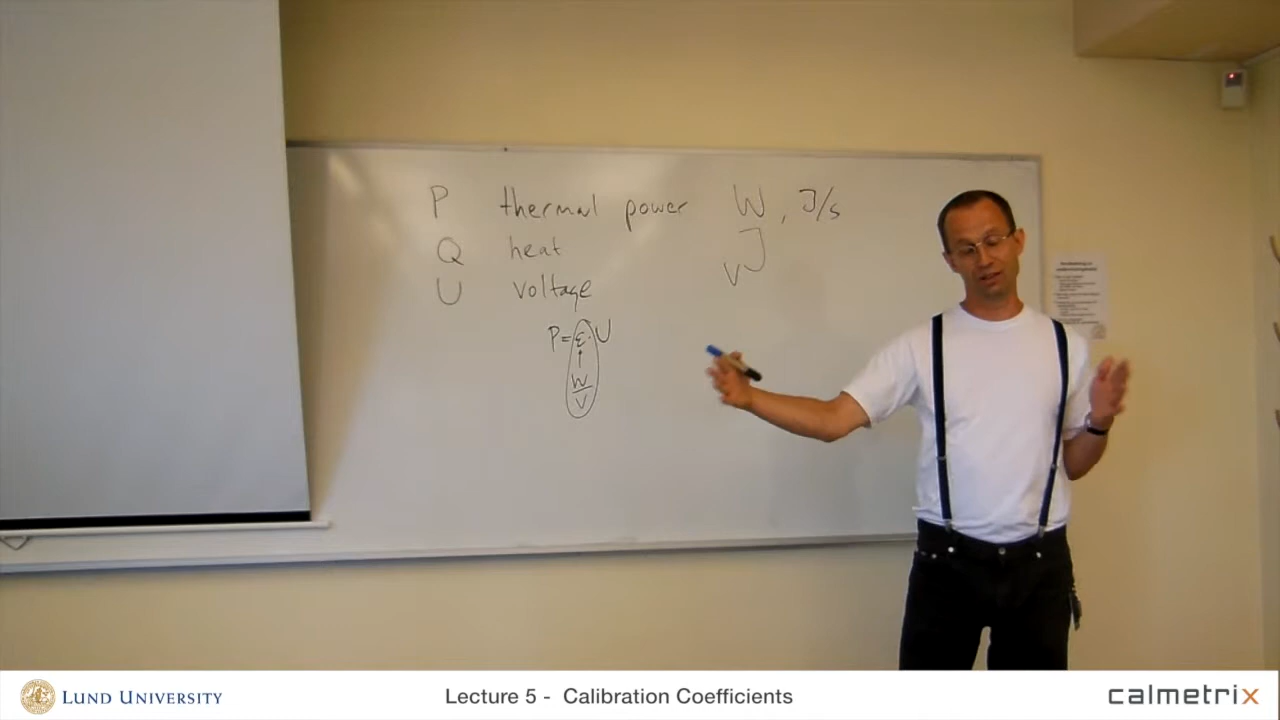 P thermal power W, J/s
Q heat J
U voltage V
P = ε · U
W
V
LUND UNIVERSITY
Lecture 5 - Calibration Coefficients
calmetrix